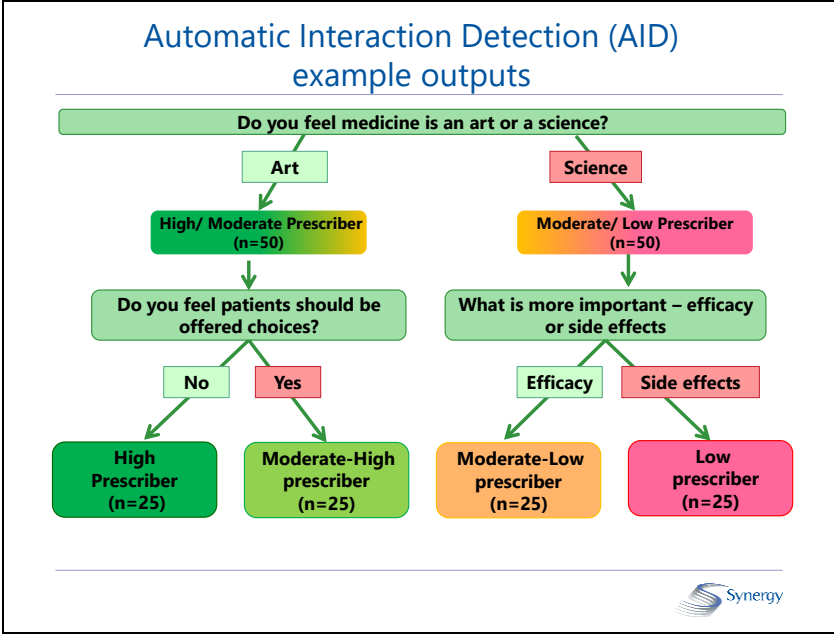 Automatic Interaction Detection (AID)
example outputs
Do you feel medicine is an art or a science?
Art
Science
High/ Moderate Prescriber
(n=50)
Moderate/ Low Prescriber
(n=50)
Do you feel patients should be
offered choices?
What is more important – efficacy
or side effects
No
Yes
Efficacy
Side effects
High
Prescriber
(n=25)
Moderate-High
prescriber
(n=25)
Moderate-Low
prescriber
(n=25)
Low
prescriber
(n=25)
Synergy